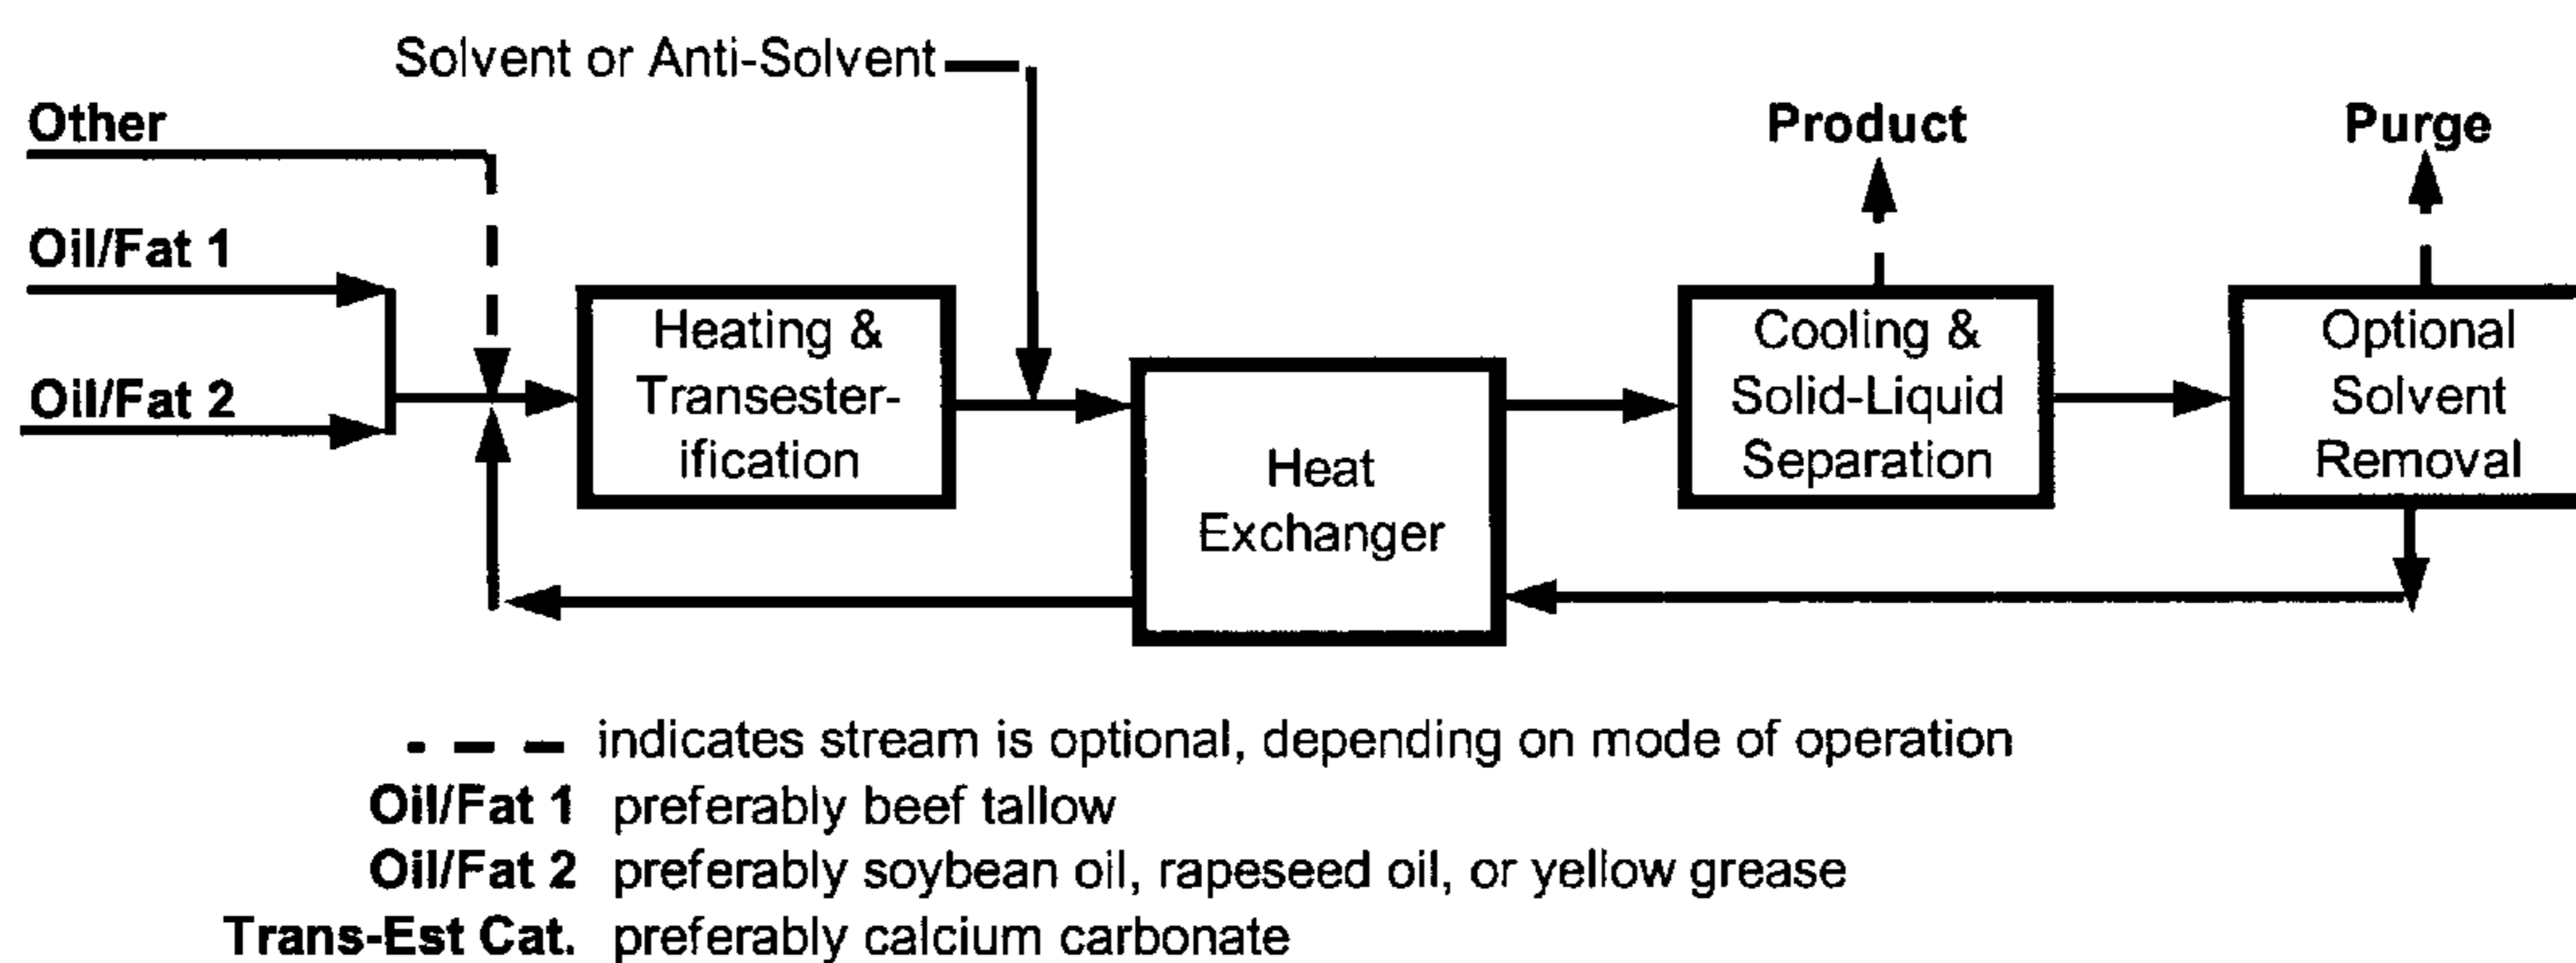 Solvent or Anti-Solvent
Other
Oil/Fat 1
Oil/Fat 2
Heating &
Transester-
ification
Heat
Exchanger
Product
Cooling &
Solid-Liquid
Separation
Purge
Optional
Solvent
Removal
indicates stream is optional, depending on mode of operation
Oil/Fat 1 preferably beef tallow
Oil/Fat 2 preferably soybean oil, rapeseed oil, or yellow grease
Trans-Est Cat. preferably calcium carbonate